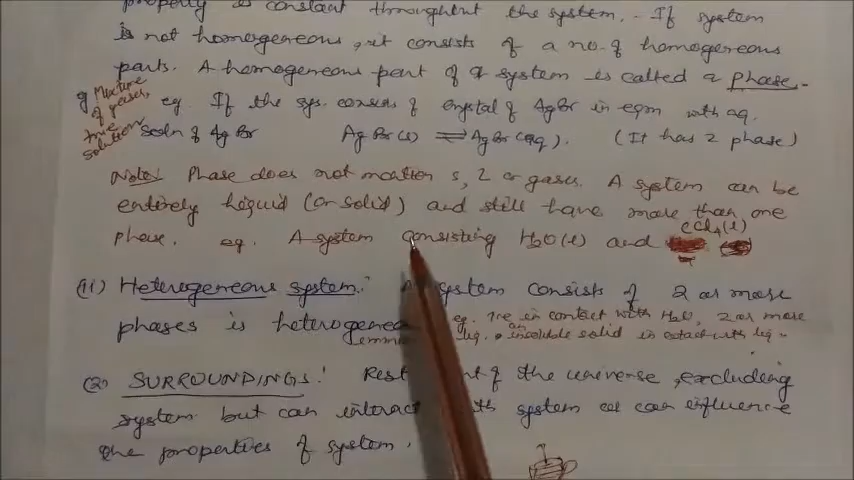 property is constant throughout the system. If system
is not homogeneous, it consists of a no. of homogeneous
parts. A homogeneous part of a system is called a phase.
eg Mixture of gases, true solution
eg. If the sys. consists of crystal of AgBr in eqm with aq.
Soln of AgBr AgBr(s) ⇌ AgBr(aq). (It has 2 phase)
Note: Phase does not mention s, l or gases. A system can be
entirely liquid (or solid) and still have more than one
phase. eg. A system consisting H2O(l) and CCl4(l)
(ii) Heterogeneous system: system consists of 2 or more
phases is heterogeneous eg. Ice in contact with H2O, 2 or more
liq. or insoluble solid in contact with liq.
(2) SURROUNDINGS: Rest of the universe, excluding
system but can interact with system or can influence
the properties of system.